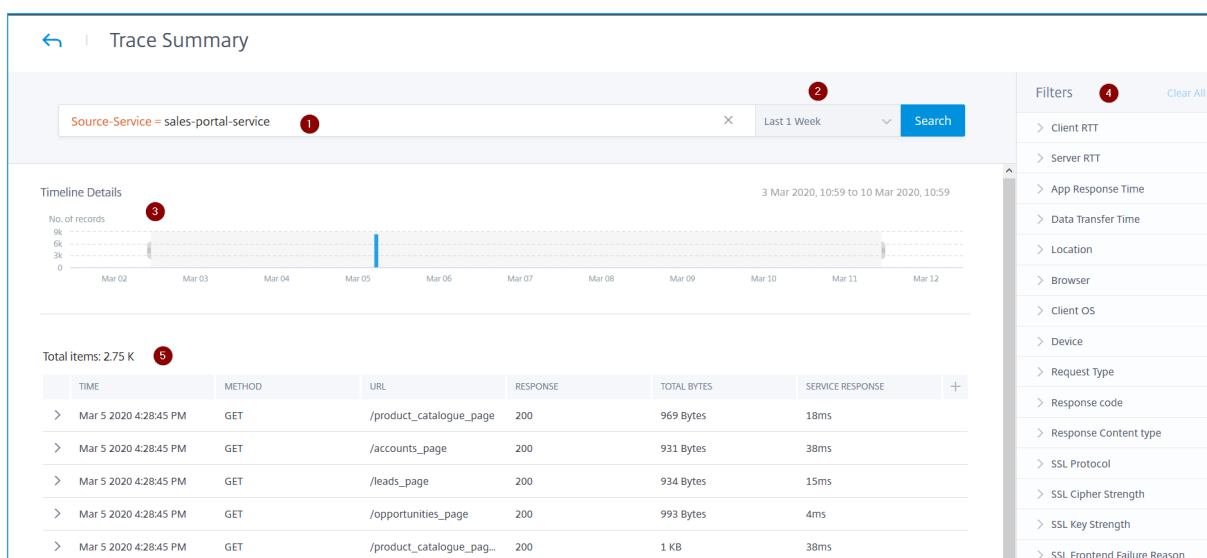 Trace Summary
Source-Service = sales-portal-service
1
2
Last 1 Week
Search
Filters
4
Clear All
Client RTT
Server RTT
App Response Time
Data Transfer Time
Location
Browser
Client OS
Device
Request Type
Response code
Response Content type
SSL Protocol
SSL Cipher Strength
SSL Key Strength
SSL Frontend Failure Reason
Timeline Details
3 Mar 2020, 10:59 to 10 Mar 2020, 10:59
3
No. of records
9k
6k
3k
0
Mar 02 Mar 03 Mar 04 Mar 05 Mar 06 Mar 07 Mar 08 Mar 09 Mar 10 Mar 11 Mar 12
Total items: 2.75 K
5
TIME METHOD URL RESPONSE TOTAL BYTES SERVICE RESPONSE
Mar 5 2020 4:28:45 PM GET /product_catalogue_page 200 969 Bytes 18ms
Mar 5 2020 4:28:45 PM GET /accounts_page 200 931 Bytes 38ms
Mar 5 2020 4:28:45 PM GET /leads_page 200 934 Bytes 15ms
Mar 5 2020 4:28:45 PM GET /opportunities_page 200 993 Bytes 4ms
Mar 5 2020 4:28:45 PM GET /product_catalogue_pag... 200 1 KB 38ms